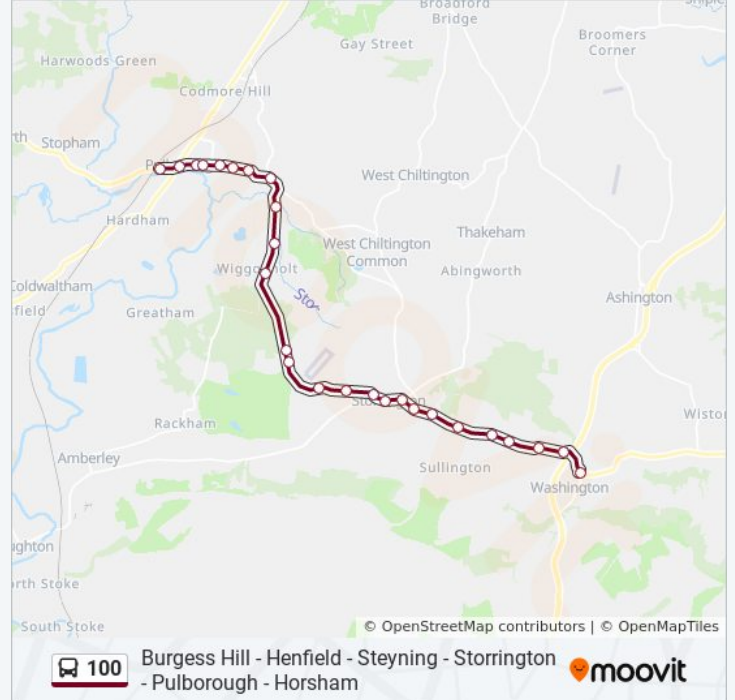 Broadford
Bridge
Gay Street
Broomers
Corner
Harwoods Green
Codmore Hill
Stopham
West Chiltington
Hardham
Thakeham
West Chiltington
Common
Abingworth
Coldwaltham
Greatham
Ashington
Rackham
Amberley
Sullington
Washington
South Stoke
© OpenStreetMap contributors | © OpenMapTiles
100
Burgess Hill - Henfield - Steyning - Storrington
- Pulborough - Horsham
moovit